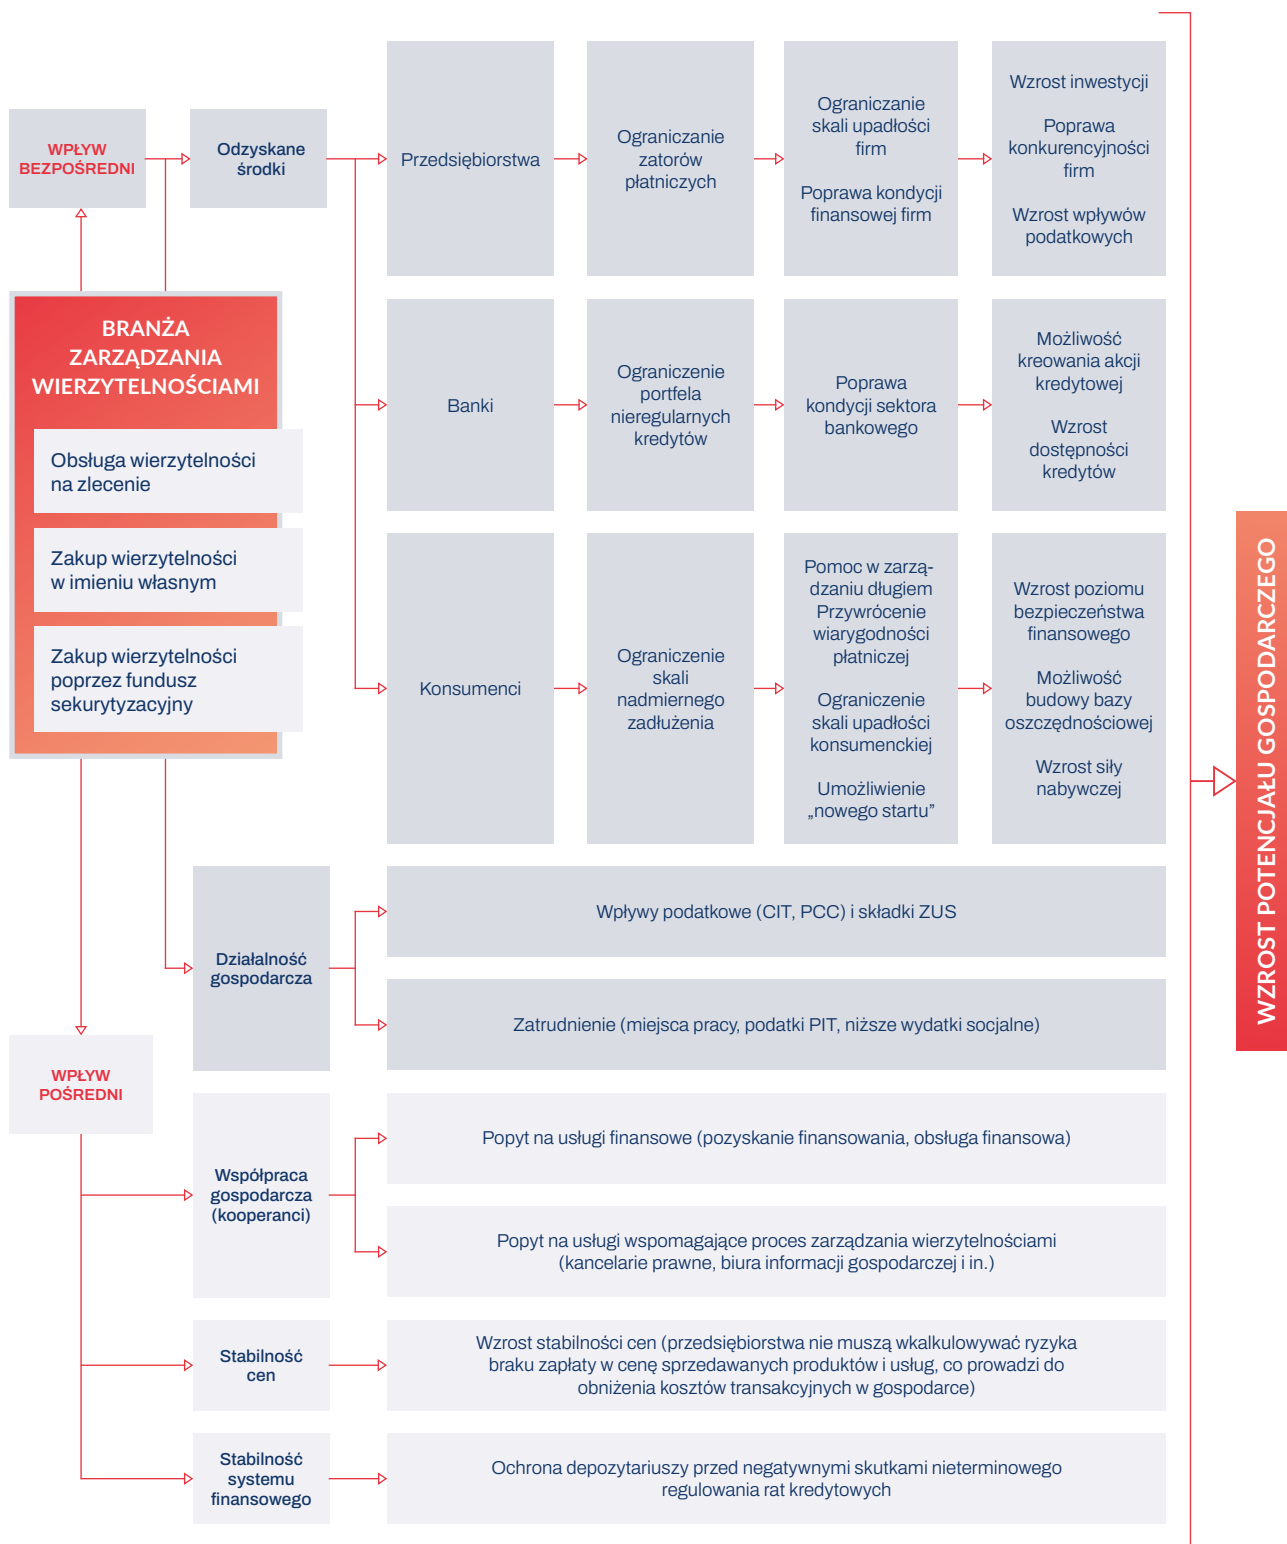 WPŁYW
BEZPOŚREDNI
Odzyskane
środki
Przedsiębiorstwa
Ograniczanie
zatorów
płatniczych
Ograniczanie
skali upadłości
firm
Poprawa kondycji
finansowej firm
Wzrost inwestycji
Poprawa
konkurencyjności
firm
Wzrost wpływów
podatkowych
BRANŻA
ZARZĄDZANIA
WIERZYTELNOŚCIAMI
Obsługa wierzytelności
na zlecenie
Zakup wierzytelności
w imieniu własnym
Zakup wierzytelności
poprzez fundusz
sekurytyzacyjny
Banki
Ograniczenie
portfela
nieregularnych
kredytów
Poprawa
kondycji sektora
bankowego
Możliwość
kreowania akcji
kredytowej
Wzrost
dostępności
kredytów
Konsumenci
Ograniczenie
skali
nadmiernego
zadłużenia
Pomoc w zarzą-
dzaniu długiem
Przywrócenie
wiarygodności
płatniczej
Ograniczenie
skali upadłości
konsumenckiej
Umożliwienie
„nowego startu”
Wzrost poziomu
bezpieczeństwa
finansowego
Możliwość
budowy bazy
oszczędnościowej
Wzrost siły
nabywczej
Działalność
gospodarcza
Wpływy podatkowe (CIT, PCC) i składki ZUS
Zatrudnienie (miejsca pracy, podatki PIT, niższe wydatki socjalne)
WPŁYW
POŚREDNI
Współpraca
gospodarcza
(kooperanci)
Popyt na usługi finansowe (pozyskanie finansowania, obsługa finansowa)
Popyt na usługi wspomagające proces zarządzania wierzytelnościami
(kancelarie prawne, biura informacji gospodarczej i in.)
Stabilność
cen
Wzrost stabilności cen (przedsiębiorstwa nie muszą wkalkulowywać ryzyka
braku zapłaty w cenę sprzedawanych produktów i usług, co prowadzi do
obniżenia kosztów transakcyjnych w gospodarce)
Stabilność
systemu
finansowego
Ochrona depozytariuszy przed negatywnymi skutkami nieterminowego
regulowania rat kredytowych
WZROST POTENCJAŁU GOSPODARCZEGO